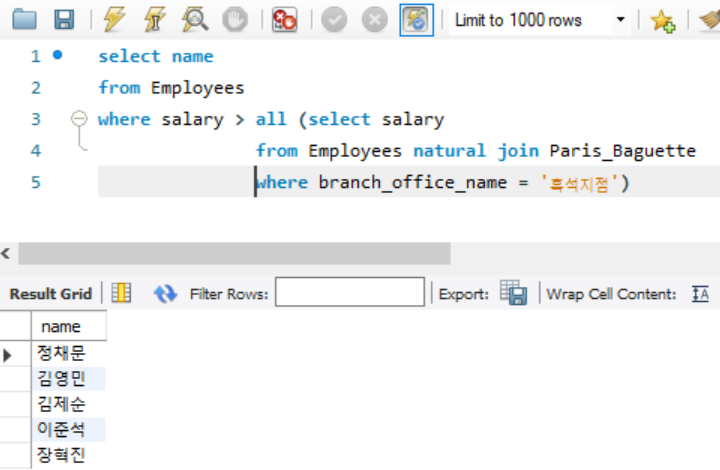 Limit to 1000 rows
1 select name
2 from Employees
3 where salary > all (select salary
4 from Employees natural join Paris_Baguette
5 where branch_office_name = '흑석지점')
Result Grid Filter Rows: Export: Wrap Cell Content: IA
name
정채문
김영민
김제순
이준석
장혁진